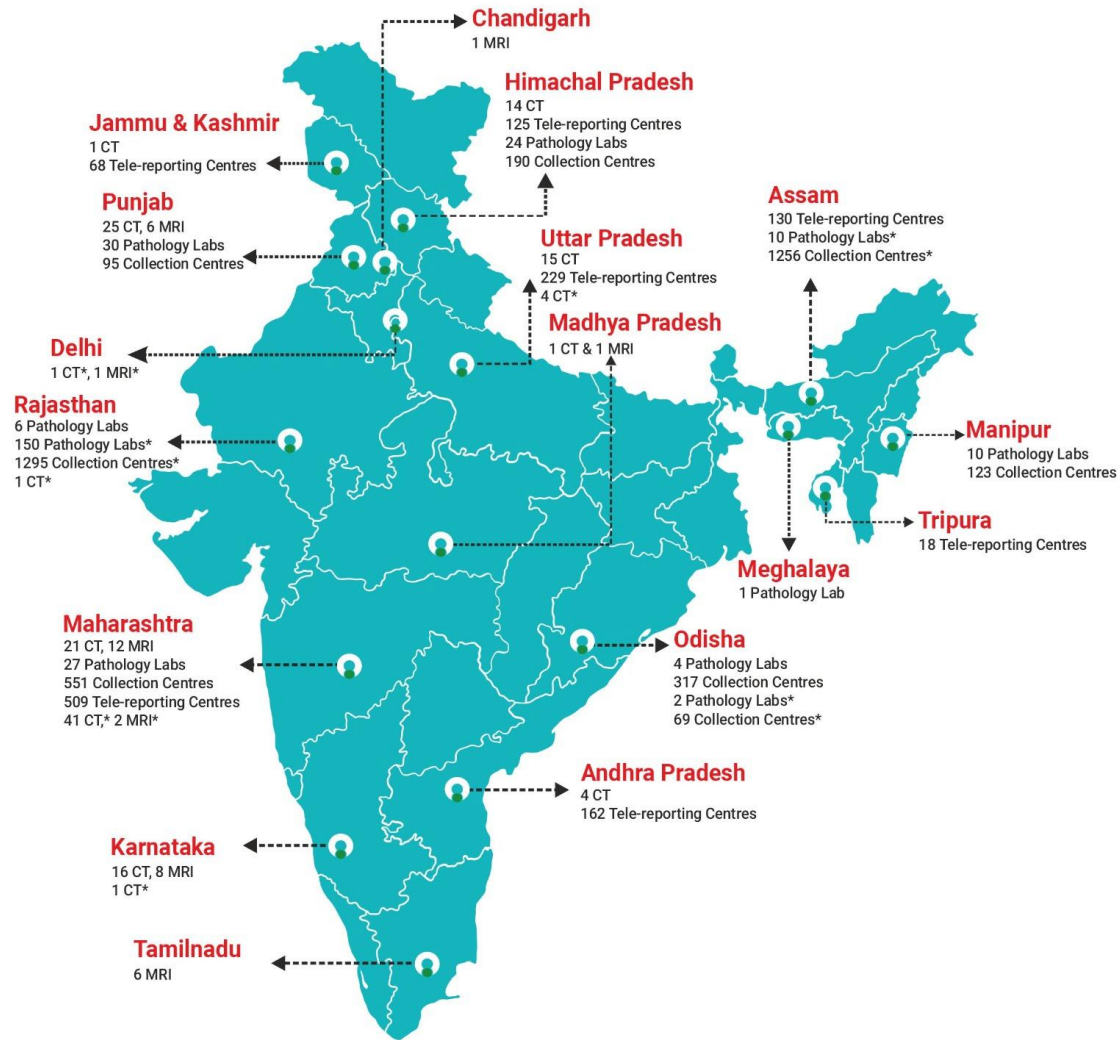 Chandigarh
1 MRI
Himachal Pradesh
14 CT
125 Tele-reporting Centres
24 Pathology Labs
190 Collection Centres
Jammu & Kashmir
1 CT
68 Tele-reporting Centres
Punjab
25 CT, 6 MRI
30 Pathology Labs
95 Collection Centres
Uttar Pradesh
15 CT
229 Tele-reporting Centres
4 CT*
Assam
130 Tele-reporting Centres
10 Pathology Labs*
1256 Collection Centres*
Madhya Pradesh
1 CT & 1 MRI
Delhi
1 CT*, 1 MRI*
Rajasthan
6 Pathology Labs
150 Pathology Labs*
1295 Collection Centres*
1 CT*
Manipur
10 Pathology Labs
123 Collection Centres
Tripura
18 Tele-reporting Centres
Meghalaya
1 Pathology Lab
Maharashtra
21 CT, 12 MRI
27 Pathology Labs
551 Collection Centres
509 Tele-reporting Centres
41 CT,* 2 MRI*
Odisha
4 Pathology Labs
317 Collection Centres
2 Pathology Labs*
69 Collection Centres*
Andhra Pradesh
4 CT
162 Tele-reporting Centres
Karnataka
16 CT, 8 MRI
1 CT*
Tamilnadu
6 MRI